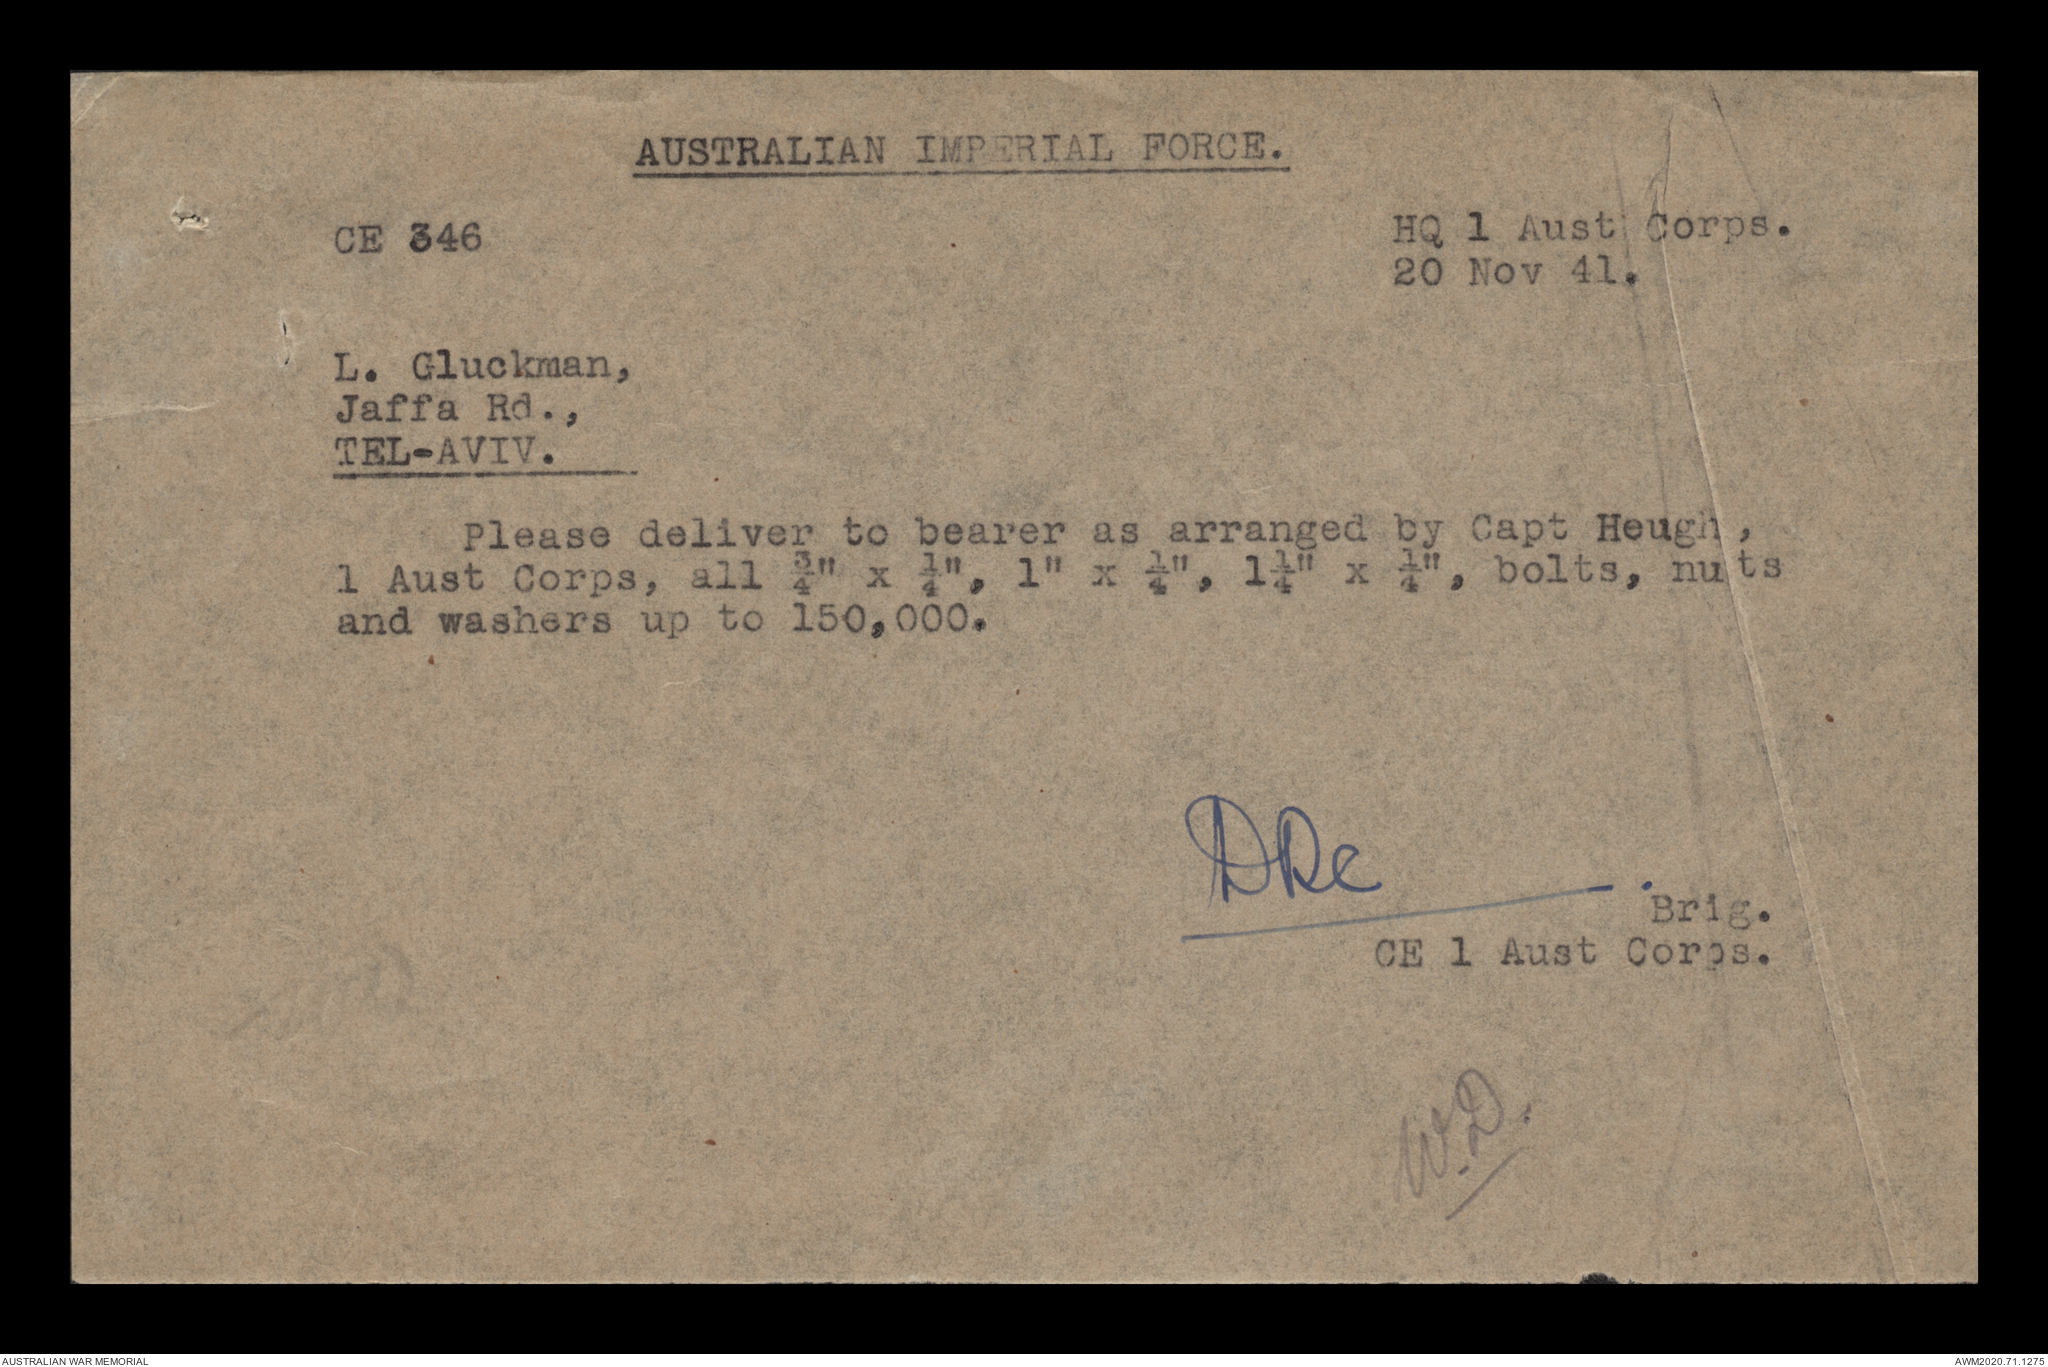 AUSTRALIAN IMPERIAL FORCE.
CE 346
HQ 1 Aust Corps.
20 Nov 41.
L. Gluckman,
Jaffa Rd.,
TEL-AVIV.
Please deliver to bearer as arranged by Capt Heugh,
1 Aust Corps, all ¾" x ¼", 1" x ¼", 1¼" x ¼", bolts, nuts
and washers up to 150,000.
Brig.
CE 1 Aust Corps.
W.D.
AUSTRALIAN WAR MEMORIAL
AWM2020.71.1275